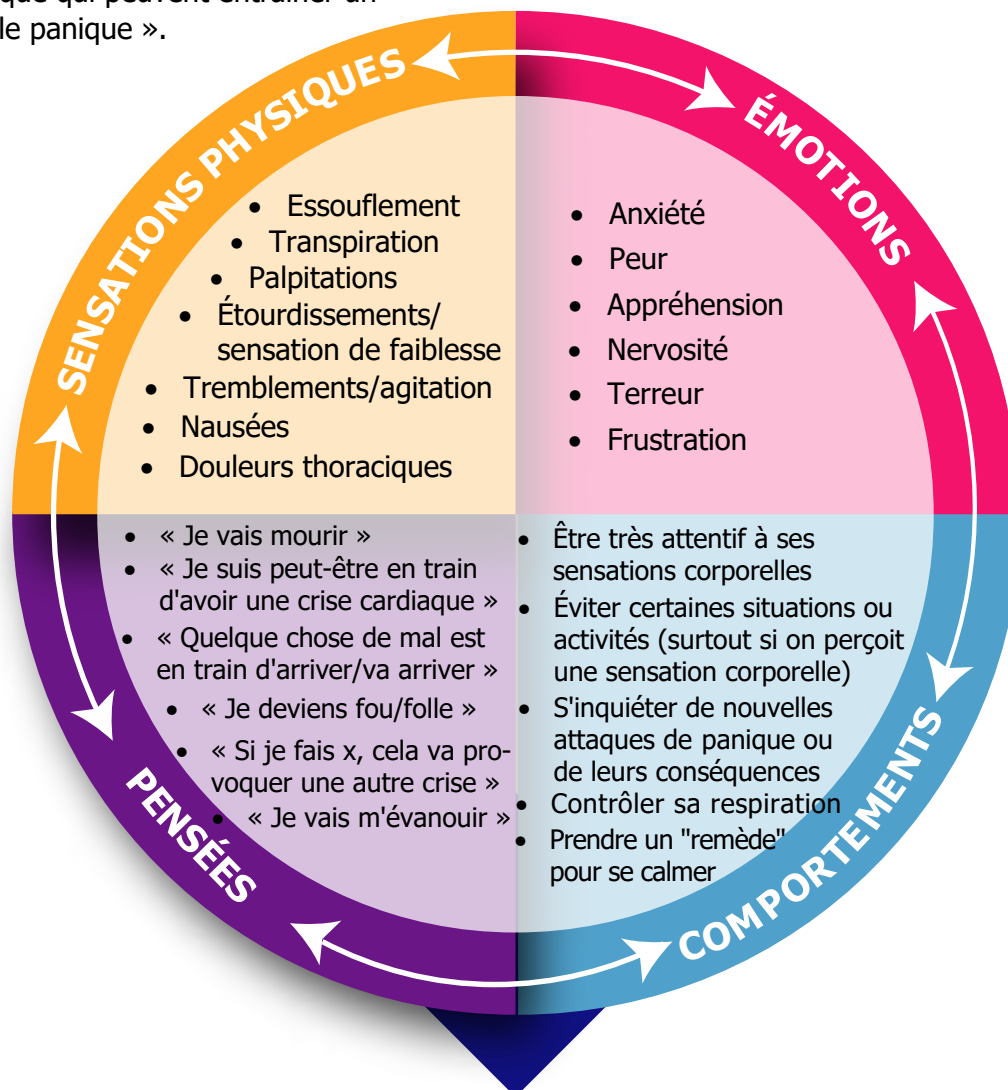 que qui peuvent entraîner un
le panique ».
SENSATIONS PHYSIQUES
• Essouflement
• Transpiration
• Palpitations
• Étourdissements/
sensation de faiblesse
• Tremblements/agitation
• Nausées
• Douleurs thoraciques
ÉMOTIONS
• Anxiété
• Peur
• Appréhension
• Nervosité
• Terreur
• Frustration
PENSÉES
• « Je vais mourir »
• « Je suis peut-être en train
d'avoir une crise cardiaque »
• « Quelque chose de mal est
en train d'arriver/va arriver »
• « Je deviens fou/folle »
• « Si je fais x, cela va pro-
voquer une autre crise »
• « Je vais m'évanouir »
COMPORTEMENTS
• Être très attentif à ses
sensations corporelles
• Éviter certaines situations ou
activités (surtout si on perçoit
une sensation corporelle)
• S'inquiéter de nouvelles
attaques de panique ou
de leurs conséquences
• Contrôler sa respiration
• Prendre un "remède"
pour se calmer